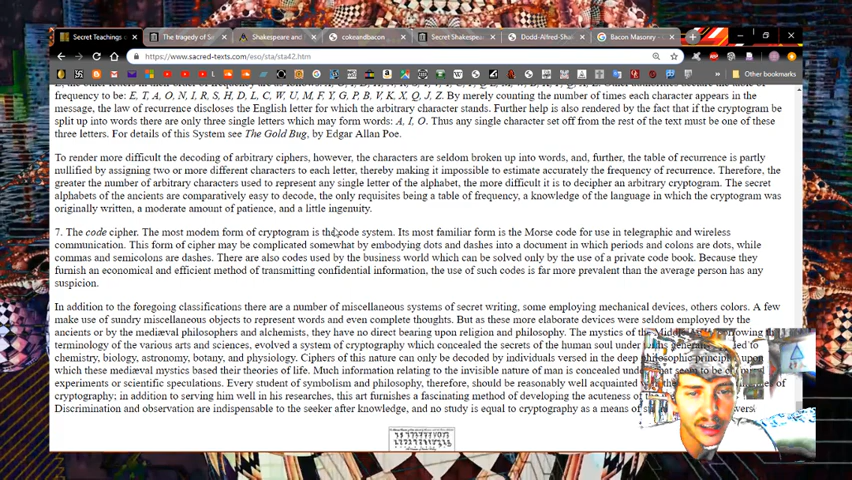 Secret Teachings
The tragedy of S
Shakespeare and
cokeandbacon
Secret Shakespe
Dodd-Alfred-Sha
Bacon Masonry -
https://www.sacred-texts.com/eso/sta/sta42.htm
Other bookmarks
frequency to be: E, T, A, O, N, I, R, S, H, D, L, C, W, U, M, F, Y, G, P, B, V, K, X, Q, J, Z. By merely counting the number of times each character appears in the
message, the law of recurrence discloses the English letter for which the arbitrary character stands. Further help is also rendered by the fact that if the cryptogram be
split up into words there are only three single letters which may form words: A, I, O. Thus any single character set off from the rest of the text must be one of these
three letters. For details of this System see The Gold Bug, by Edgar Allan Poe.
To render more difficult the decoding of arbitrary ciphers, however, the characters are seldom broken up into words, and, further, the table of recurrence is partly
nullified by assigning two or more different characters to each letter, thereby making it impossible to estimate accurately the frequency of recurrence. Therefore, the
greater the number of arbitrary characters used to represent any single letter of the alphabet, the more difficult it is to decipher an arbitrary cryptogram. The secret
alphabets of the ancients are comparatively easy to decode, the only requisites being a table of frequency, a knowledge of the language in which the cryptogram was
originally written, a moderate amount of patience, and a little ingenuity.
7. The code cipher. The most modem form of cryptogram is the code system. Its most familiar form is the Morse code for use in telegraphic and wireless
communication. This form of cipher may be complicated somewhat by embodying dots and dashes into a document in which periods and colons are dots, while
commas and semicolons are dashes. There are also codes used by the business world which can be solved only by the use of a private code book. Because they
furnish an economical and efficient method of transmitting confidential information, the use of such codes is far more prevalent than the average person has any
suspicion.
In addition to the foregoing classifications there are a number of miscellaneous systems of secret writing, some employing mechanical devices, others colors. A few
make use of sundry miscellaneous objects to represent words and even complete thoughts. But as these more elaborate devices were seldom employed by the
ancients or by the mediæval philosophers and alchemists, they have no direct bearing upon religion and philosophy. The mystics of the Middle
terminology of the various arts and sciences, evolved a system of cryptography which concealed the secrets of the human soul under
chemistry, biology, astronomy, botany, and physiology. Ciphers of this nature can only be decoded by individuals versed in the deep philosophic principles upon
which these mediæval mystics based their theories of life. Much information relating to the invisible nature of man is concealed
experiments or scientific speculations. Every student of symbolism and philosophy, therefore, should be reasonably well acquainted
cryptography; in addition to serving him well in his researches, this art furnishes a fascinating method of developing the acuteness of the
Discrimination and observation are indispensable to the seeker after knowledge, and no study is equal to cryptography as a means of